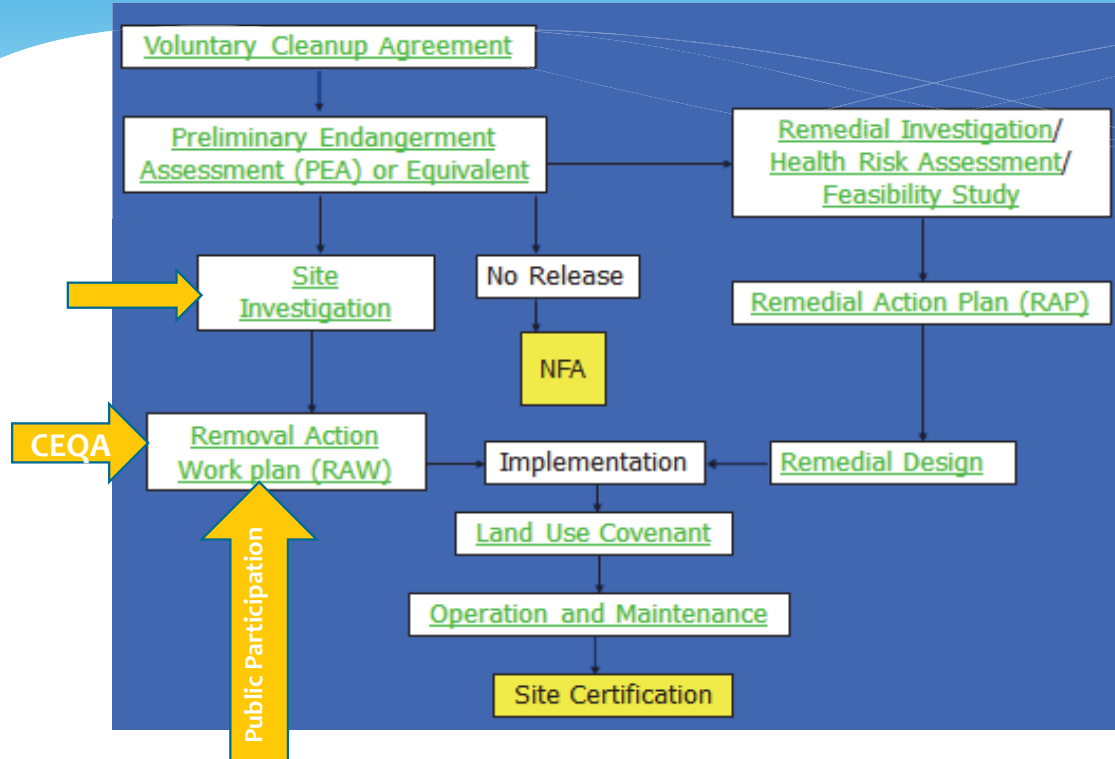 Voluntary Cleanup Agreement
Preliminary Endangerment
Assessment (PEA) or Equivalent
Remedial Investigation/
Health Risk Assessment/
Feasibility Study
Site
Investigation
No Release
Remedial Action Plan (RAP)
NFA
CEQA
Removal Action
Work plan (RAW)
Implementation
Remedial Design
Land Use Covenant
Public Participation
Operation and Maintenance
Site Certification